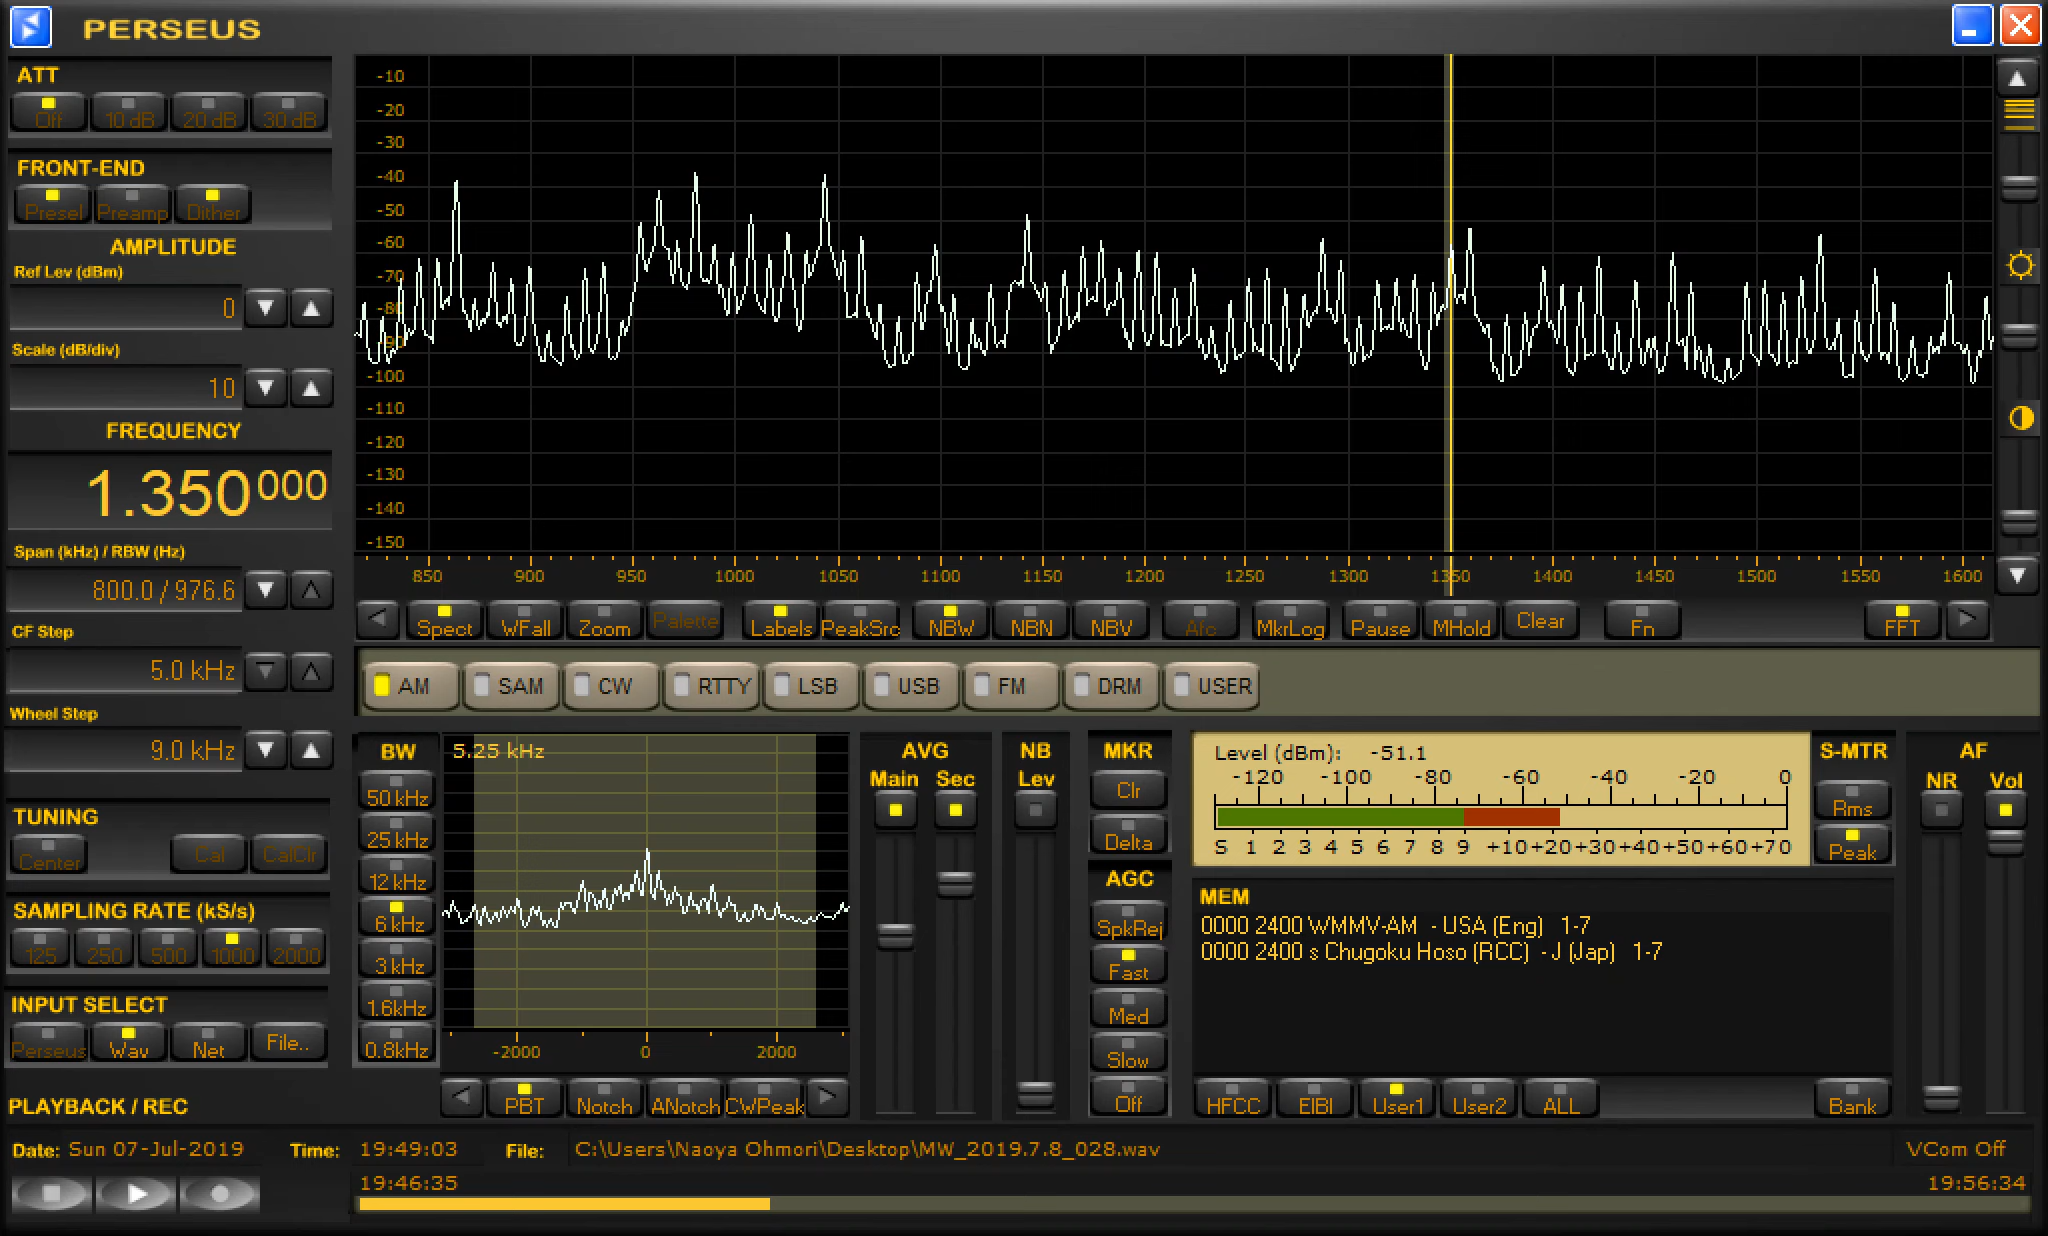 PERSEUS
ATT
Off 10 dB 20 dB 30 dB
FRONT-END
Presel Preamp Dither
AMPLITUDE
Ref Lev (dBm)
0
Scale (dB/div)
10
FREQUENCY
1.350 000
Span (kHz) / RBW (Hz)
800.0 / 976.6
CF Step
5.0 kHz
Wheel Step
9.0 kHz
TUNING
Center Cal CalClr
SAMPLING RATE (kS/s)
125 250 500 1000 2000
INPUT SELECT
Perseus Wav Net File..
-10
-20
-30
-40
-50
-60
-70
-80
-90
-100
-110
-120
-130
-140
-150
850 900 950 1000 1050 1100 1150 1200 1250 1300 1350 1400 1450 1500 1550 1600
Spect WFall Zoom Palette Labels PeakSrc NBW NBN NBV Afc MkrLog Pause MHold Clear Fn FFT
AM SAM CW RTTY LSB USB FM DRM USER
BW
50 kHz
25 kHz
12 kHz
6 kHz
3 kHz
1.6kHz
0.8kHz
5.25 kHz
-2000 0 2000
PBT Notch ANotch CWPeak
AVG
Main Sec
NB
Lev
MKR
Clr
Delta
AGC
SpkRej
Fast
Med
Slow
Off
Level (dBm): -51.1
-120 -100 -80 -60 -40 -20 0
S 1 2 3 4 5 6 7 8 9 +10+20+30+40+50+60+70
S-MTR
Rms
Peak
AF
NR Vol
MEM
0000 2400 WMMV-AM - USA (Eng) 1-7
0000 2400 s Chugoku Hoso (RCC) - J (Jap) 1-7
HFCC EIBI User1 User2 ALL Bank
PLAYBACK / REC
Date: Sun 07-Jul-2019 Time: 19:49:03 File: C:\Users\Naoya Ohmori\Desktop\MW_2019.7.8_028.wav VCom Off
19:46:35 19:56:34